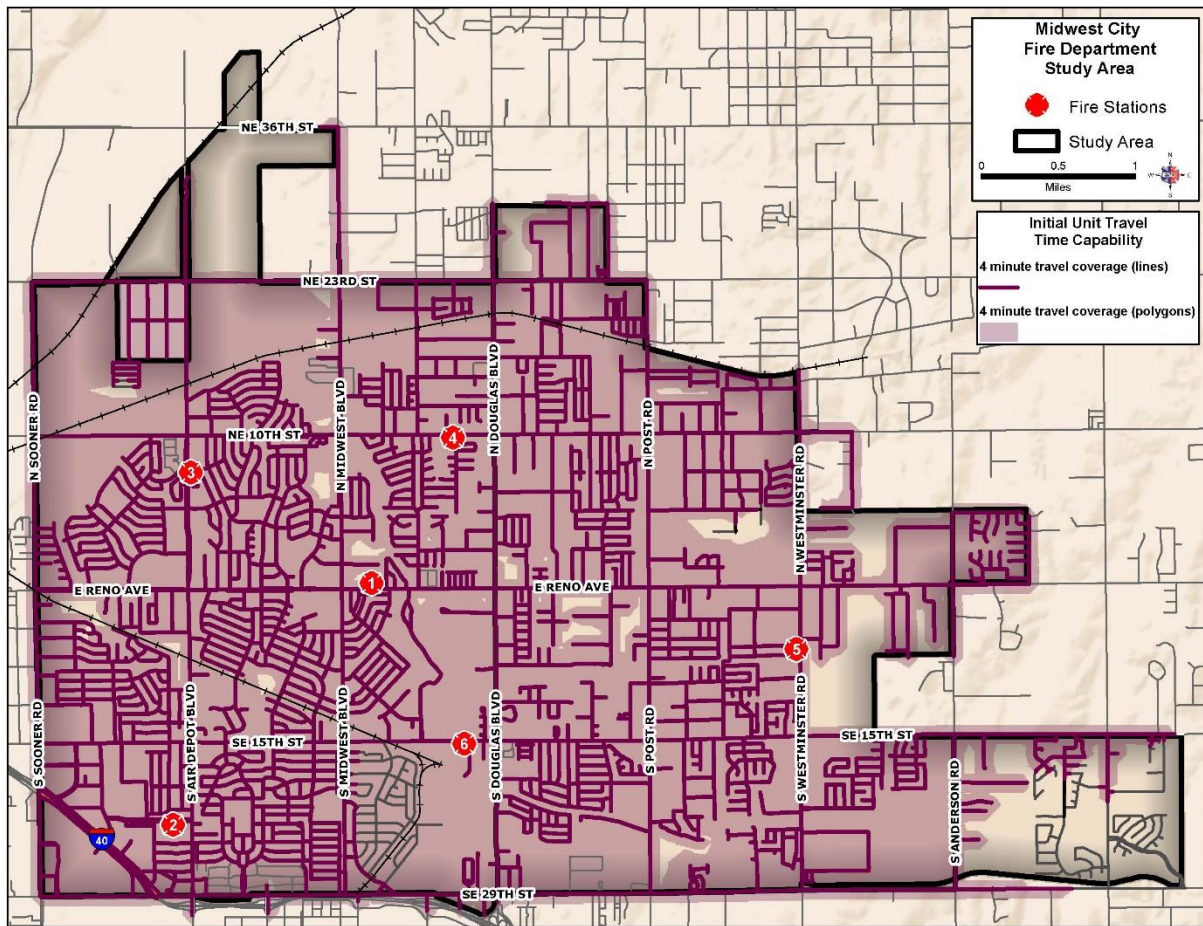 Midwest City
Fire Department
Study Area
Fire Stations
Study Area
0 0.5 1
Miles
N
W E
S
Initial Unit Travel
Time Capability
4 minute travel coverage (lines)
4 minute travel coverage (polygons)
NE 36TH ST
NE 23RD ST
N SOONER RD
NE 10TH ST
N MIDWEST BLVD
N DOUGLAS BLVD
N POST RD
N WESTMINSTER RD
4
3
1
E RENO AVE
E RENO AVE
5
S SOONER RD
S AIR DEPOT BLVD
S MIDWEST BLVD
SE 15TH ST
6
S DOUGLAS BLVD
S POST RD
S WESTMINSTER RD
SE 15TH ST
S ANDERSON RD
2
40
SE 29TH ST